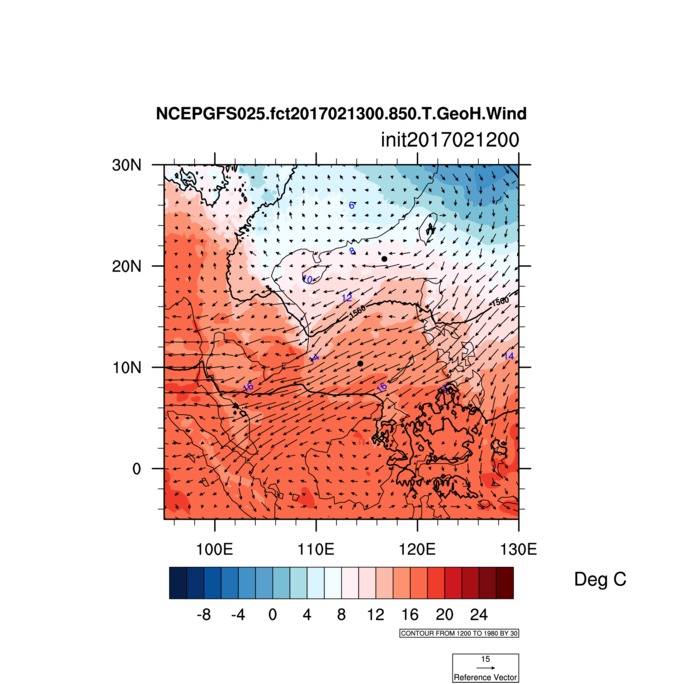 NCEPGFS025.fct2017021300.850.T.GeoH.Wind
init2017021200
30N
6
8
20N
10
12
1560
1560
14
14
10N
16
16
0
100E
110E
120E
130E
-8 -4 0 4 8 12 16 20 24
Deg C
CONTOUR FROM 1200 TO 1980 BY 30
15
Reference Vector